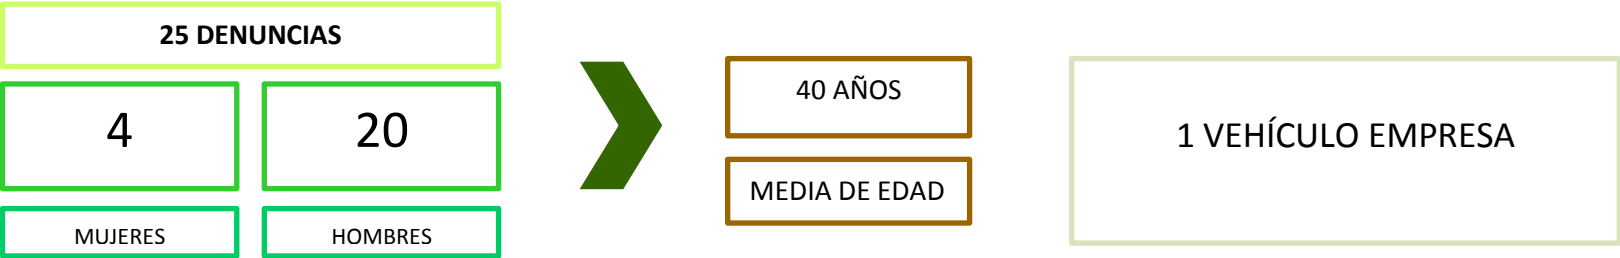 25 DENUNCIAS
4
20
MUJERES
HOMBRES
40 AÑOS
MEDIA DE EDAD
1 VEHÍCULO EMPRESA